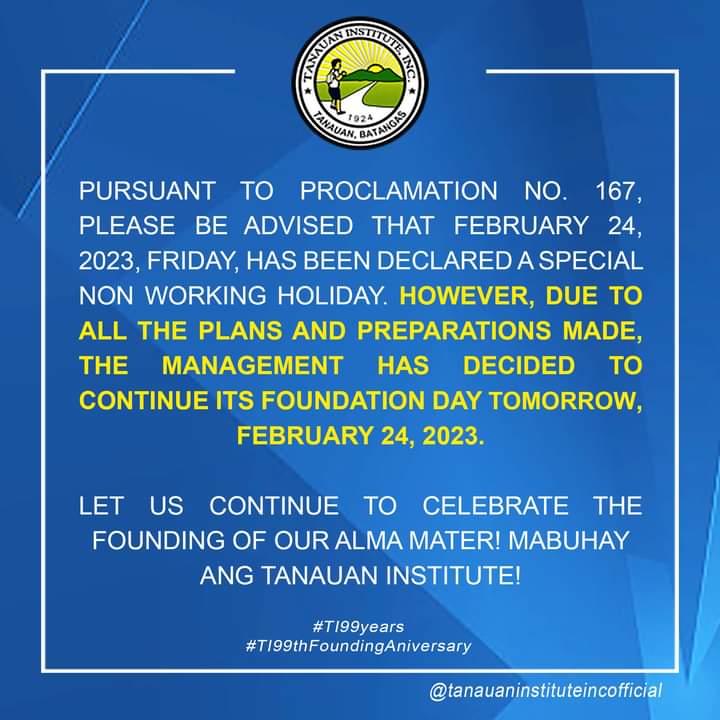 TANAUAN INSTITUTE, INC.
1924
TANAUAN, BATANGAS
PURSUANT TO PROCLAMATION NO. 167,
PLEASE BE ADVISED THAT FEBRUARY 24,
2023, FRIDAY, HAS BEEN DECLARED A SPECIAL
NON WORKING HOLIDAY. HOWEVER, DUE TO
ALL THE PLANS AND PREPARATIONS MADE,
THE MANAGEMENT HAS DECIDED TO
CONTINUE ITS FOUNDATION DAY TOMORROW,
FEBRUARY 24, 2023.
LET US CONTINUE TO CELEBRATE THE
FOUNDING OF OUR ALMA MATER! MABUHAY
ANG TANAUAN INSTITUTE!
#TI99years
#TI99thFoundingAniversary
@tanauaninstituteincofficial